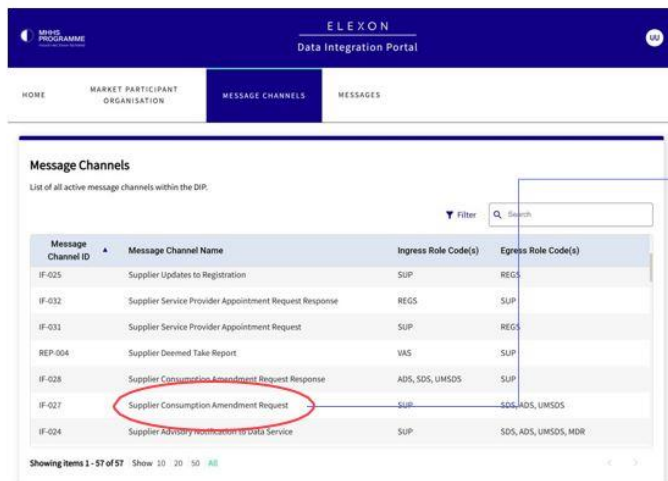 MHHS
PROGRAMME
ELEXON
Data Integration Portal
UU
HOME
MARKET PARTICIPANT
ORGANISATION
MESSAGE CHANNELS
MESSAGES
Message Channels
List of all active message channels within the DIP.
Filter
Search
Message
Channel ID
Message Channel Name
Ingress Role Code(s)
Egress Role Code(s)
IF-025 Supplier Updates to Registration SUP REGS
IF-032 Supplier Service Provider Appointment Request Response REGS SUP
IF-031 Supplier Service Provider Appointment Request SUP REGS
REP-004 Supplier Deemed Take Report VAS SUP
IF-028 Supplier Consumption Amendment Request Response ADS, SDS, UMSDS SUP
IF-027 Supplier Consumption Amendment Request SUP SDS, ADS, UMSDS
IF-024 Supplier Advisory Notification to Data Service SUP SDS, ADS, UMSDS, MDR
Showing items 1 - 57 of 57 Show 10 20 50 All